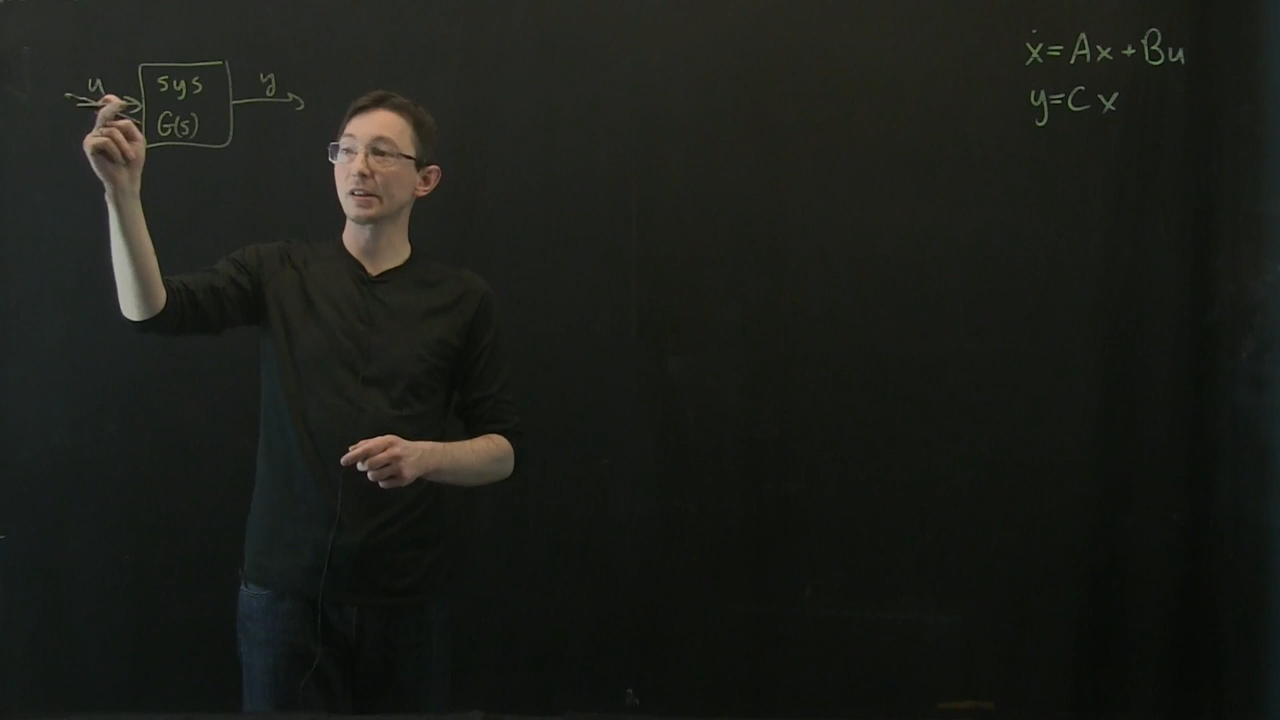 u
sys
G(s)
y
ẋ=Ax+Bu
y=Cx